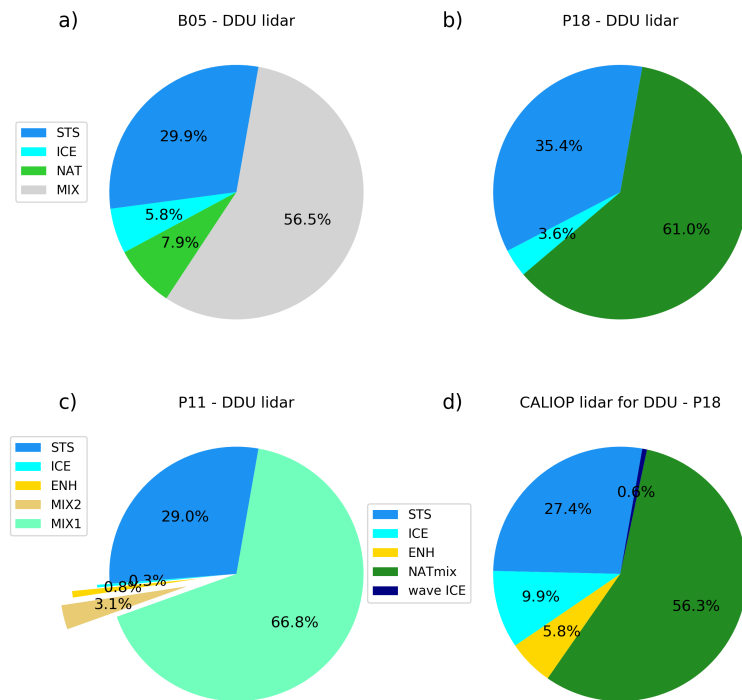 a)
B05 - DDU lidar
b)
P18 - DDU lidar
STS
ICE
NAT
MIX
29.9%
5.8%
7.9%
56.5%
35.4%
3.6%
61.0%
c)
P11 - DDU lidar
d)
CALIOP lidar for DDU - P18
STS
ICE
ENH
MIX2
MIX1
29.0%
0.3%
0.8%
3.1%
66.8%
STS
ICE
ENH
NATmix
wave ICE
0.6%
27.4%
9.9%
5.8%
56.3%